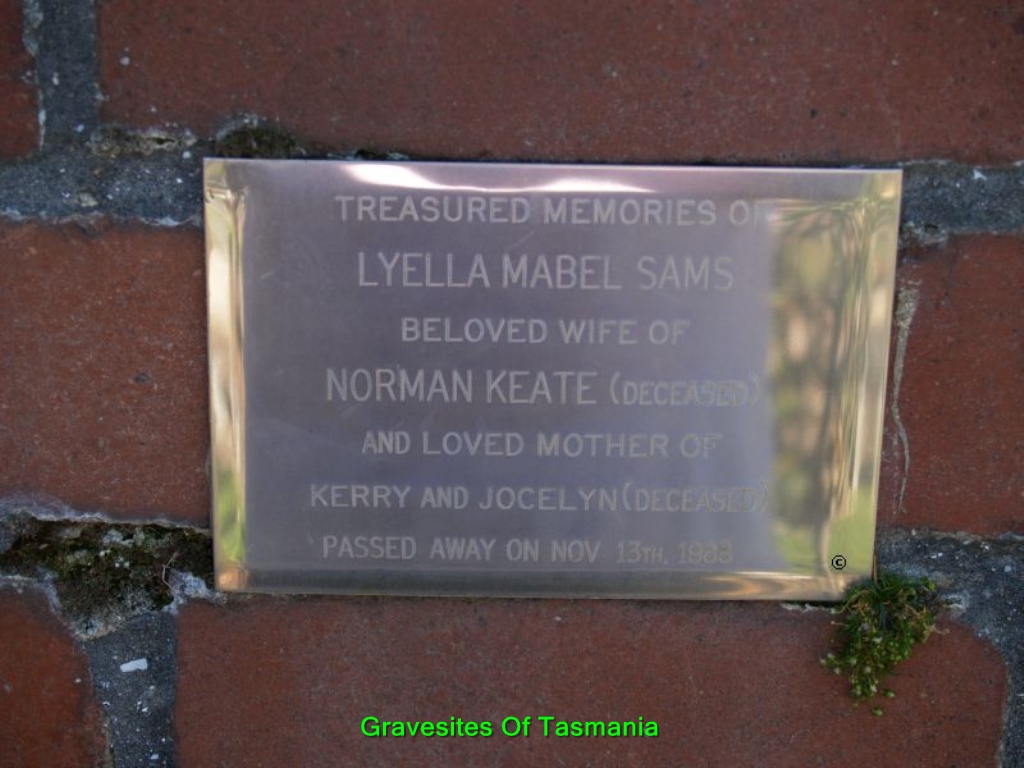 TREASURED MEMORIES OF
LYELLA MABEL SAMS
BELOVED WIFE OF
NORMAN KEATE (DECEASED)
AND LOVED MOTHER OF
KERRY AND JOCELYN (DECEASED)
PASSED AWAY ON NOV 13TH,
©
Gravesites Of Tasmania